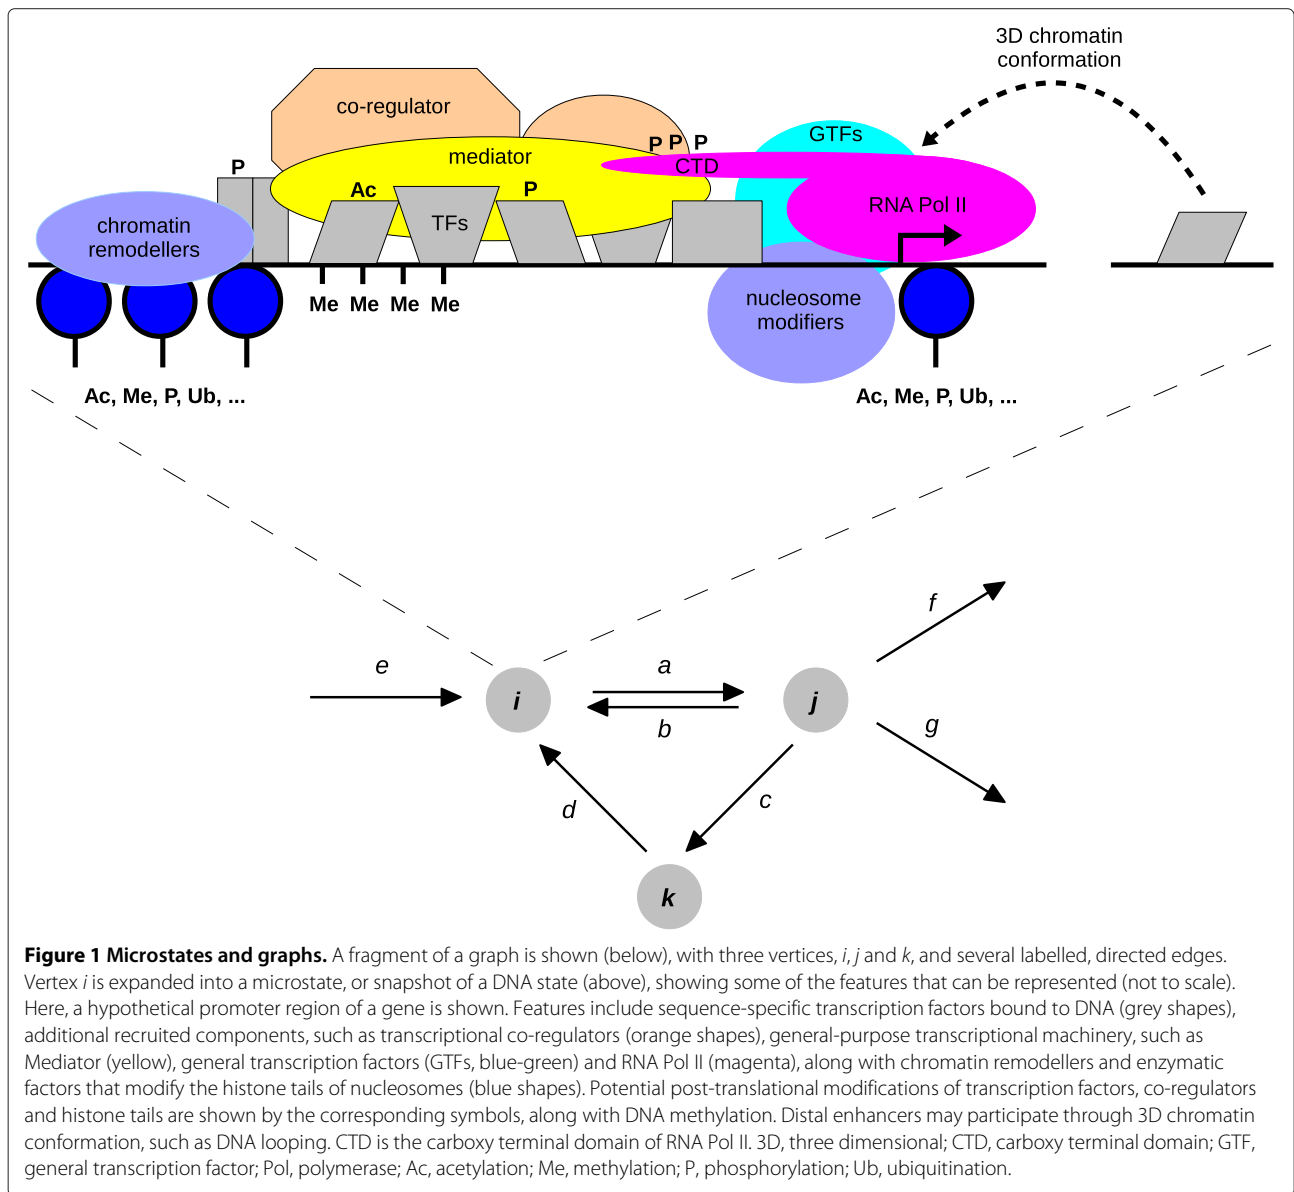 3D chromatin
conformation
co-regulator
GTFs
P P P
mediator
P
CTD
Ac
P
RNA Pol II
chromatin
remodellers
TFs
Me Me Me Me
nucleosome
modifiers
Ac, Me, P, Ub, ...
Ac, Me, P, Ub, ...
f
e
a
i
j
b
g
d
c
k
Figure 1 Microstates and graphs. A fragment of a graph is shown (below), with three vertices, i, j and k, and several labelled, directed edges.
Vertex i is expanded into a microstate, or snapshot of a DNA state (above), showing some of the features that can be represented (not to scale).
Here, a hypothetical promoter region of a gene is shown. Features include sequence-specific transcription factors bound to DNA (grey shapes),
additional recruited components, such as transcriptional co-regulators (orange shapes), general-purpose transcriptional machinery, such as
Mediator (yellow), general transcription factors (GTFs, blue-green) and RNA Pol II (magenta), along with chromatin remodellers and enzymatic
factors that modify the histone tails of nucleosomes (blue shapes). Potential post-translational modifications of transcription factors, co-regulators
and histone tails are shown by the corresponding symbols, along with DNA methylation. Distal enhancers may participate through 3D chromatin
conformation, such as DNA looping. CTD is the carboxy terminal domain of RNA Pol II. 3D, three dimensional; CTD, carboxy terminal domain; GTF,
general transcription factor; Pol, polymerase; Ac, acetylation; Me, methylation; P, phosphorylation; Ub, ubiquitination.